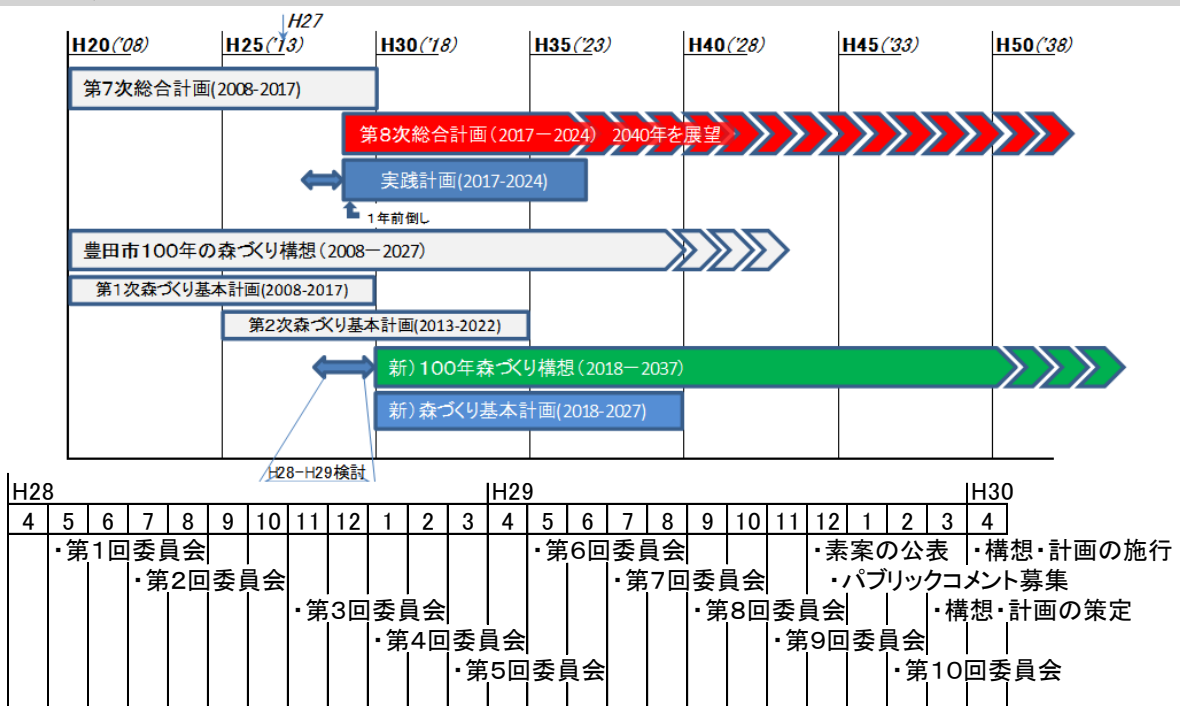 H27
H20('08) H25('13) H30('18) H35('23) H40('28) H45('33) H50('38)
第7次総合計画(2008-2017)
第8次総合計画(2017－2024) 2040年を展望
実践計画(2017-2024)
1年前倒し
豊田市100年の森づくり構想(2008－2027)
第1次森づくり基本計画(2008-2017)
第2次森づくり基本計画(2013-2022)
新)100年森づくり構想(2018－2037)
新)森づくり基本計画(2018-2027)
H28-H29検討
H28 H29 H30
4 5 6 7 8 9 10 11 12 1 2 3 4 5 6 7 8 9 10 11 12 1 2 3 4
・第1回委員会 ・第6回委員会 ・素案の公表 ・構想・計画の施行
・第2回委員会 ・第7回委員会 ・パブリックコメント募集
・第3回委員会 ・第8回委員会 ・構想・計画の策定
・第4回委員会 ・第9回委員会
・第5回委員会 ・第10回委員会